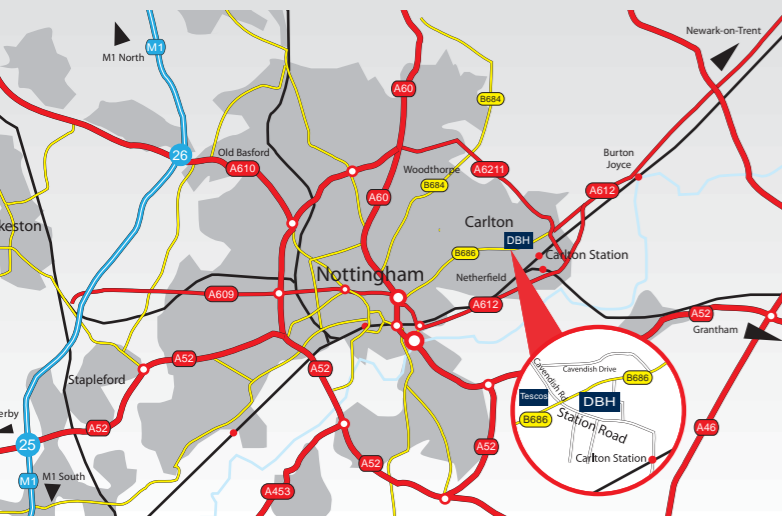 Newark-on-Trent
M1
M1 North
A60
B684
26
Old Basford
A610
Woodthorpe
A6211
Burton
Joyce
B684
A60
A612
keston
Carlton
DBH
B686
Carlton Station
Nottingham
Netherfield
A609
A612
A52
Grantham
A52
A52
Stapleford
Cavendish Drive
Cavendish Rd
B686
Tescos
DBH
B686
Station Road
Carlton Station
erby
A52
25
A46
A52
A52
M1
M1 South
A453